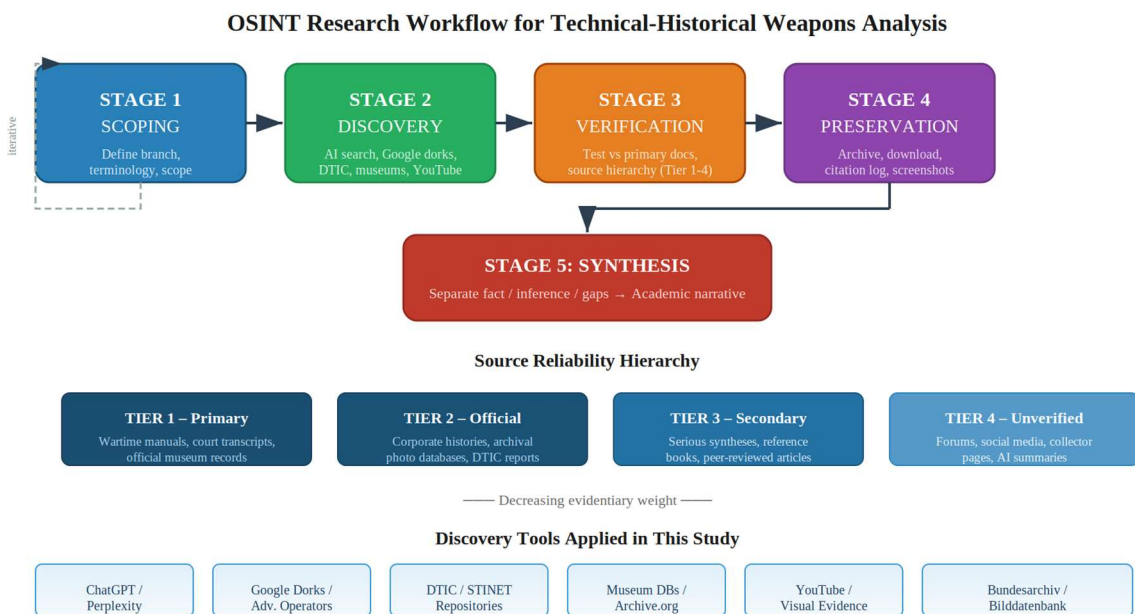 OSINT Research Workflow for Technical-Historical Weapons Analysis
STAGE 1
SCOPING
Define branch,
terminology, scope
STAGE 2
DISCOVERY
AI search, Google dorks,
DTIC, museums, YouTube
STAGE 3
VERIFICATION
Test vs primary docs,
source hierarchy (Tier 1-4)
STAGE 4
PRESERVATION
Archive, download,
citation log, screenshots
iterative
STAGE 5: SYNTHESIS
Separate fact / inference / gaps → Academic narrative
Source Reliability Hierarchy
TIER 1 – Primary
Wartime manuals, court transcripts,
official museum records
TIER 2 – Official
Corporate histories, archival
photo databases, DTIC reports
TIER 3 – Secondary
Serious syntheses, reference
books, peer-reviewed articles
TIER 4 – Unverified
Forums, social media, collector
pages, AI summaries
─── Decreasing evidentiary weight ───
Discovery Tools Applied in This Study
ChatGPT /
Perplexity
Google Dorks /
Adv. Operators
DTIC / STINET
Repositories
Museum DBs /
Archive.org
YouTube /
Visual Evidence
Bundesarchiv /
Bilddatenbank